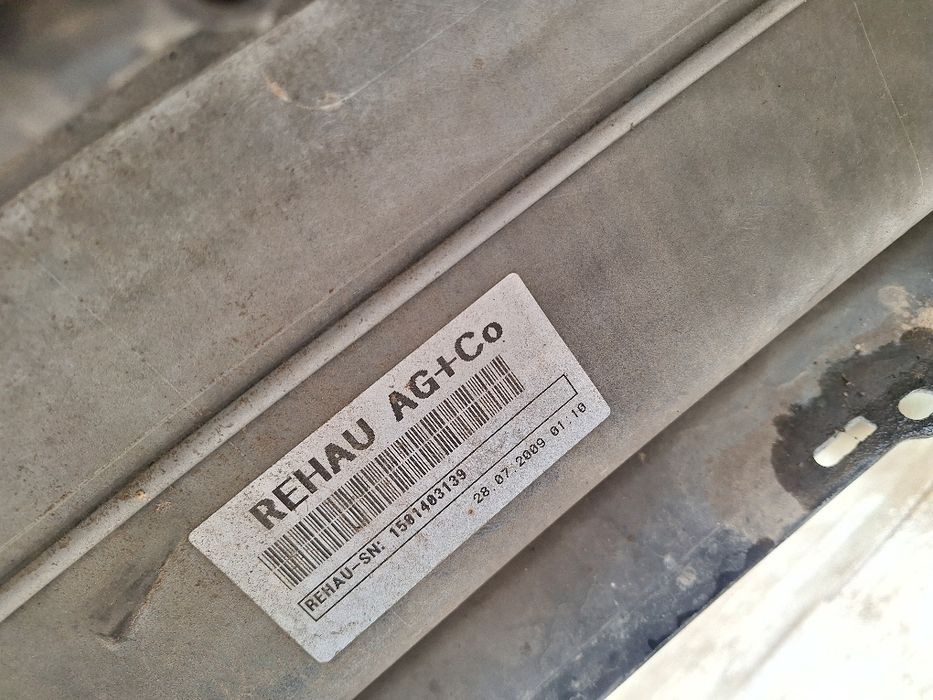 REHAU AG+Co
REHAU-SN: 1501403139
28.07.2009 01:10